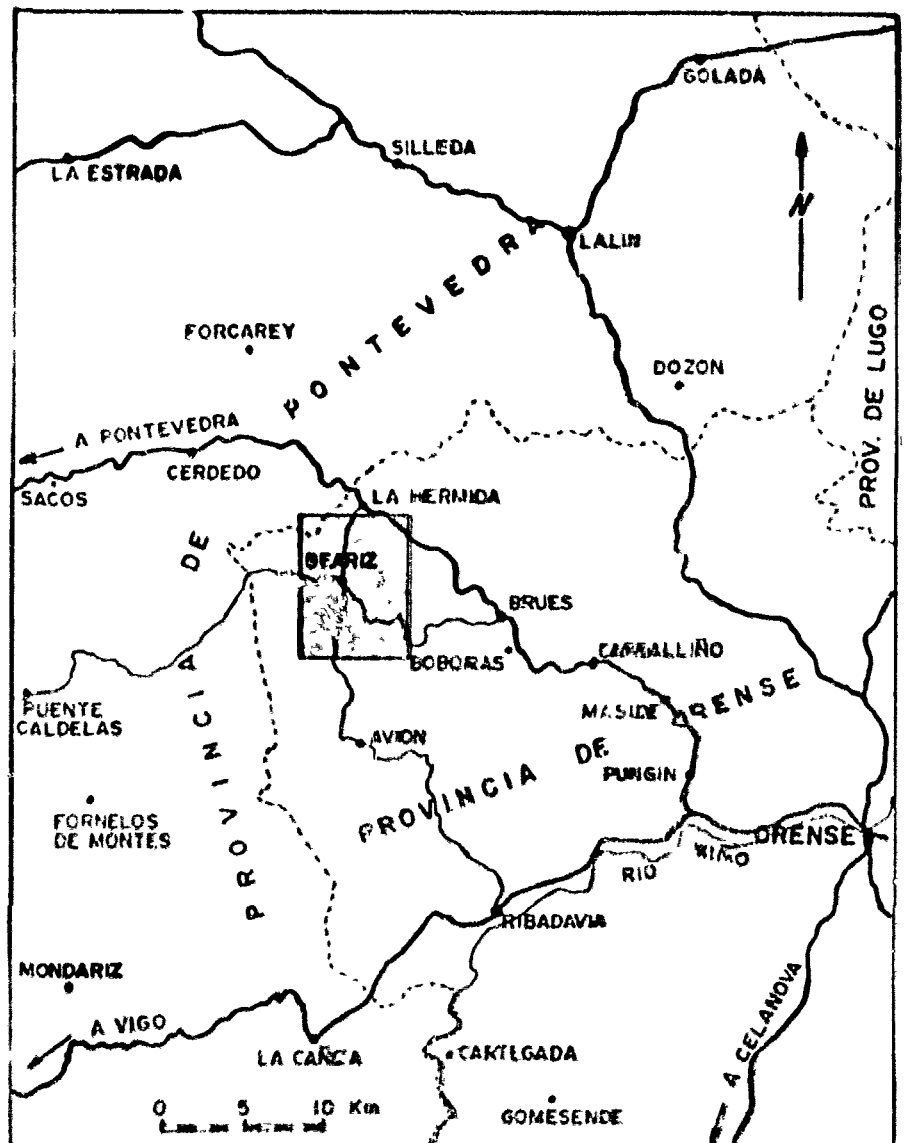 GOLADA
SILLEDA
LA ESTRADA
N
LALIN
PONTEVEDRA
PROV. DE LUGO
FORCAREY
DOZON
A PONTEVEDRA
CERDEDO
SACOS
LA HERMIDA
DE
BEARIZ
BRUES
BOBORAS
CARBALLIÑO
PUENTE
CALDELAS
MASIDE
ORENSE
AVION
PROVINCIA DE
PUNGIN
PROVINCIA
FORNELOS
DE MONTES
ORENSE
RIO MIÑO
RIBADAVIA
MONDARIZ
A VIGO
A CELANOVA
LA CAÑIZA
CARTEGADA
0 5 10 Km
GOMESENDE